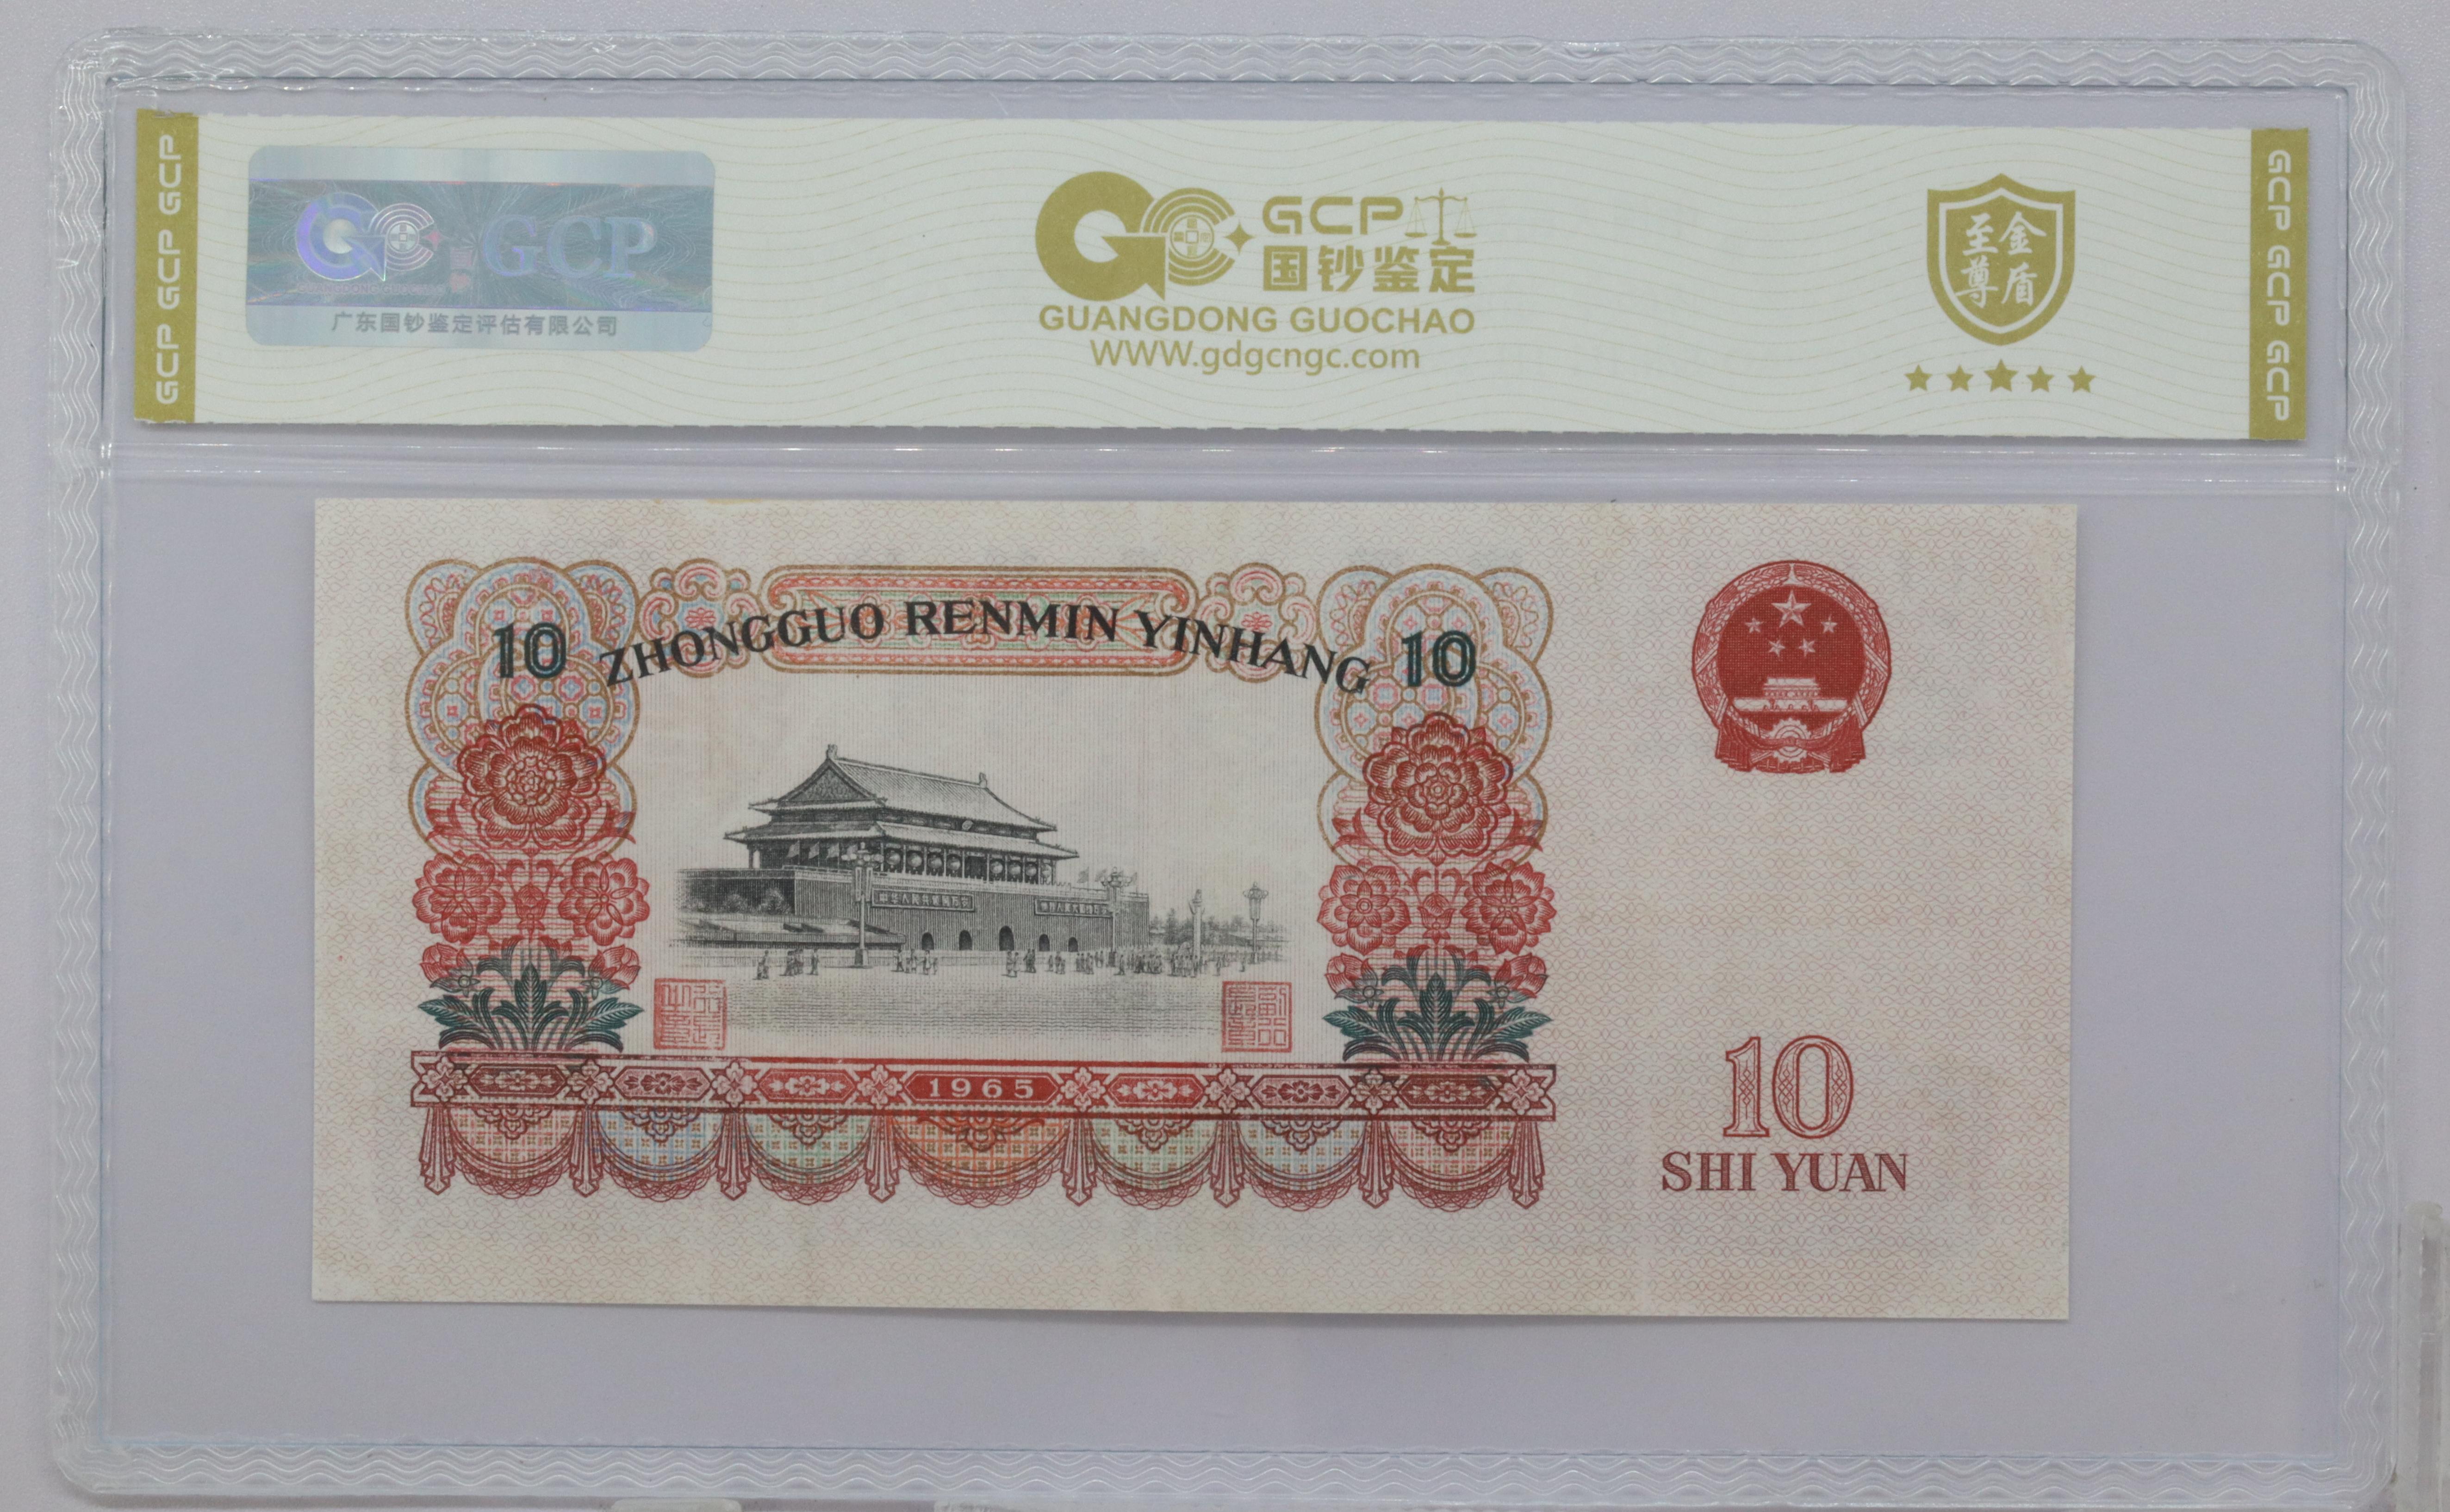 GCP GCP GCP
GCP
广东国钞鉴定评估有限公司
GCP
国钞鉴定
GUANGDONG GUOCHAO
WWW.gdgcngc.com
至尊
金盾
GCP GCP GCP
10 ZHONGGUO RENMIN YINHANG 10
1965
10
SHI YUAN